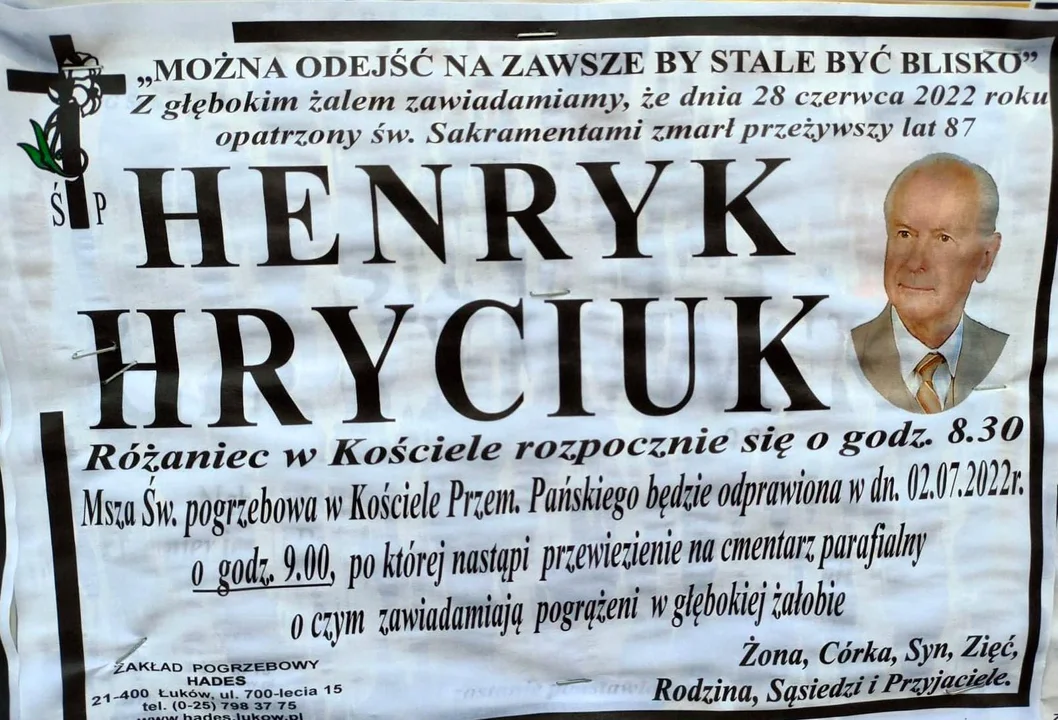 „MOŻNA ODEJŚĆ NA ZAWSZE BY STALE BYĆ BLISKO”
Z głębokim żalem zawiadamiamy, że dnia 28 czerwca 2022 roku
opatrzony św. Sakramentami zmarł przeżywszy lat 87
Ś P
HENRYK
HRYCIUK
Różaniec w Kościele rozpocznie się o godz. 8.30
Msza Św. pogrzebowa w Kościele Przem. Pańskiego będzie odprawiona w dn. 02.07.2022r.
o godz. 9.00, po której nastąpi przewiezienie na cmentarz parafialny
o czym zawiadamiają pogrążeni w głębokiej żałobie
Żona, Córka, Syn, Zięć,
Rodzina, Sąsiedzi i Przyjaciele.
ZAKŁAD POGRZEBOWY
HADES
21-400 Łuków, ul. 700-lecia 15
tel. (0-25) 798 37 75
www.hades.lukow.pl